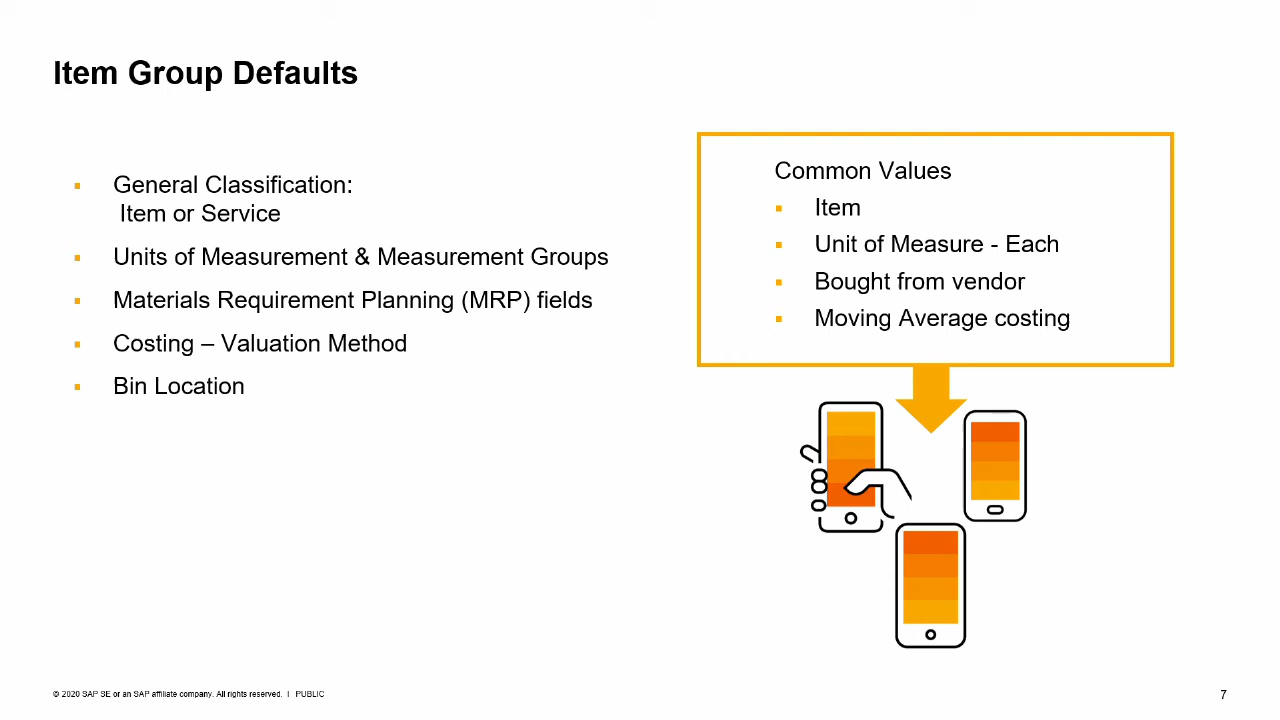 Item Group Defaults
General Classification:
Item or Service
Units of Measurement & Measurement Groups
Materials Requirement Planning (MRP) fields
Costing – Valuation Method
Bin Location
Common Values
Item
Unit of Measure - Each
Bought from vendor
Moving Average costing
© 2020 SAP SE or an SAP affiliate company. All rights reserved. I PUBLIC
7